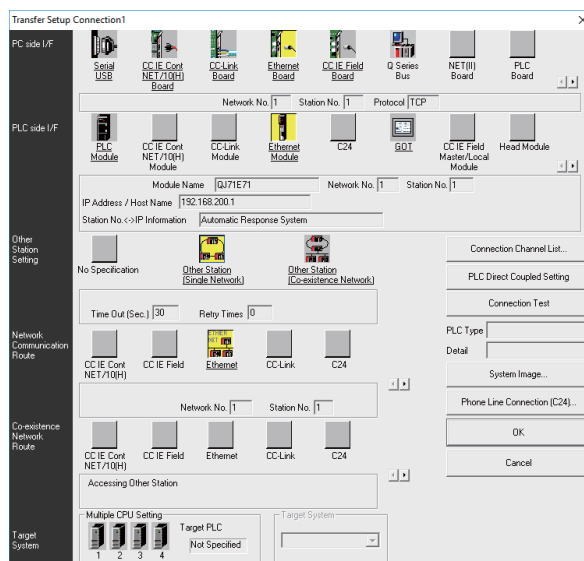 Transfer Setup Connection1
PC side I/F
Serial
USB
CC IE Cont
NET/10(H)
Board
CC-Link
Board
Ethernet
Board
CC IE Field
Board
Q Series
Bus
NET(II)
Board
PLC
Board
Network No. 1 Station No. 1 Protocol TCP
PLC side I/F
PLC
Module
CC IE Cont
NET/10(H)
Module
CC-Link
Module
Ethernet
Module
C24
GOT
CC IE Field
Master/Local
Module
Head Module
Module Name QJ71E71 Network No. 1 Station No. 1
IP Address / Host Name 192.168.200.1
Station No.<->IP Information Automatic Response System
Other
Station
Setting
No Specification
Other Station
(Single Network)
Other Station
(Co-existence Network)
Time Out (Sec.) 30 Retry Times 0
Connection Channel List...
PLC Direct Coupled Setting
Connection Test
PLC Type
Detail
System Image...
Phone Line Connection (C24)...
OK
Cancel
Network
Communication
Route
CC IE Cont
NET/10(H)
CC IE Field
Ethernet
CC-Link
C24
Network No. 1 Station No. 1
Co-existence
Network
Route
CC IE Cont
NET/10(H)
CC IE Field
Ethernet
CC-Link
C24
Accessing Other Station
Target
System
Multiple CPU Setting
1 2 3 4
Target PLC
Not Specified
Target System